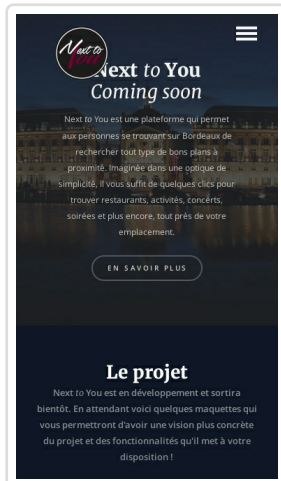 Next to
You
Next to You
Coming soon
Next to You est une plateforme qui permet
aux personnes se trouvant sur Bordeaux de
rechercher tout type de bons plans à
proximité. Imaginée dans une optique de
simplicité, il vous suffit de quelques clics pour
trouver restaurants, activités, concerts,
soirées et plus encore, tout prés de votre
emplacement.
EN SAVOIR PLUS
Le projet
Next to You est en développement et sortira
bientôt. En attendant voici quelques maquettes qui
vous permettront d'avoir une vision plus concrète
du projet et des fonctionnalités qu'il met à votre
disposition !